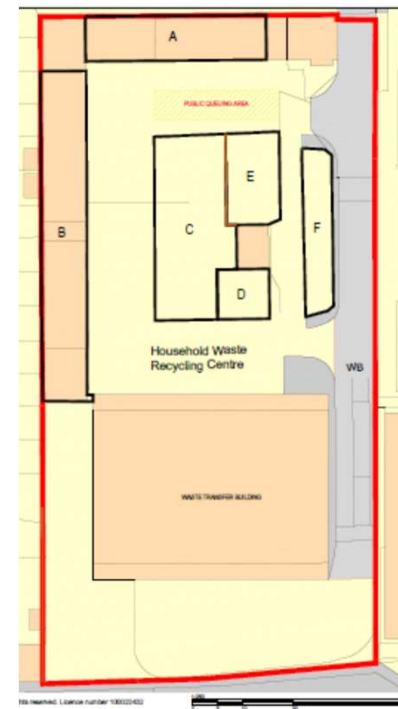 A
PUBLIC QUEUING AREA
E
C
F
B
D
Household Waste
Recycling Centre
WB
WASTE TRANSFER BUILDING
hts reserved. Licence number 100022432